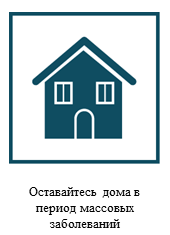 Оставайтесь дома в
период массовых
заболеваний